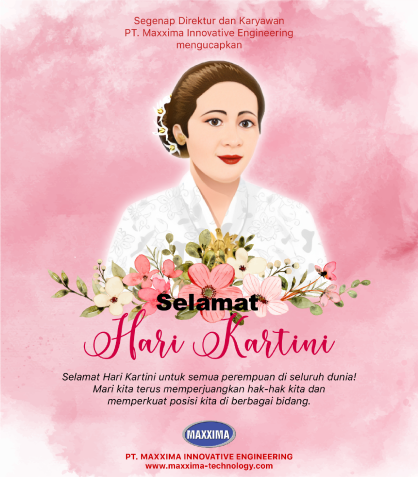 Segenap Direktur dan Karyawan
PT. Maxxima Innovative Engineering
mengucapkan
Selamat
Hari Kartini
Selamat Hari Kartini untuk semua perempuan di seluruh dunia!
Mari kita terus memperjuangkan hak-hak kita dan
memperkuat posisi kita di berbagai bidang.
MAXXIMA
PT. MAXXIMA INNOVATIVE ENGINEERING
www.maxxima-technology.com